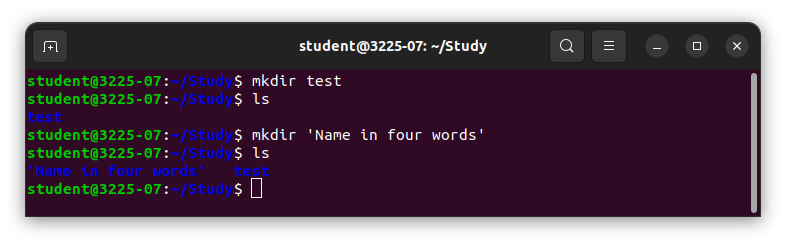 student@3225-07: ~/Study
student@3225-07:~/Study$ mkdir test
student@3225-07:~/Study$ ls
test
student@3225-07:~/Study$ mkdir 'Name in four words'
student@3225-07:~/Study$ ls
'Name in four words'   test
student@3225-07:~/Study$